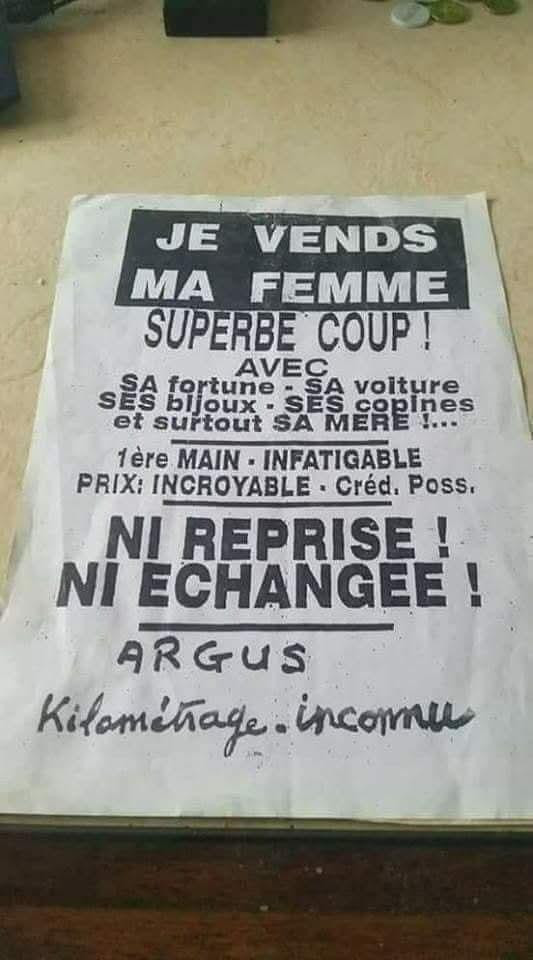 JE VENDS
MA FEMME
SUPERBE COUP !
AVEC
SA fortune - SA voiture
SES bijoux - SES copines
et surtout SA MERE !...
1ère MAIN - INFATIGABLE
PRIX: INCROYABLE - Créd. Poss.
NI REPRISE !
NI ECHANGEE !
ARGUS
Kilométrage. inconnu